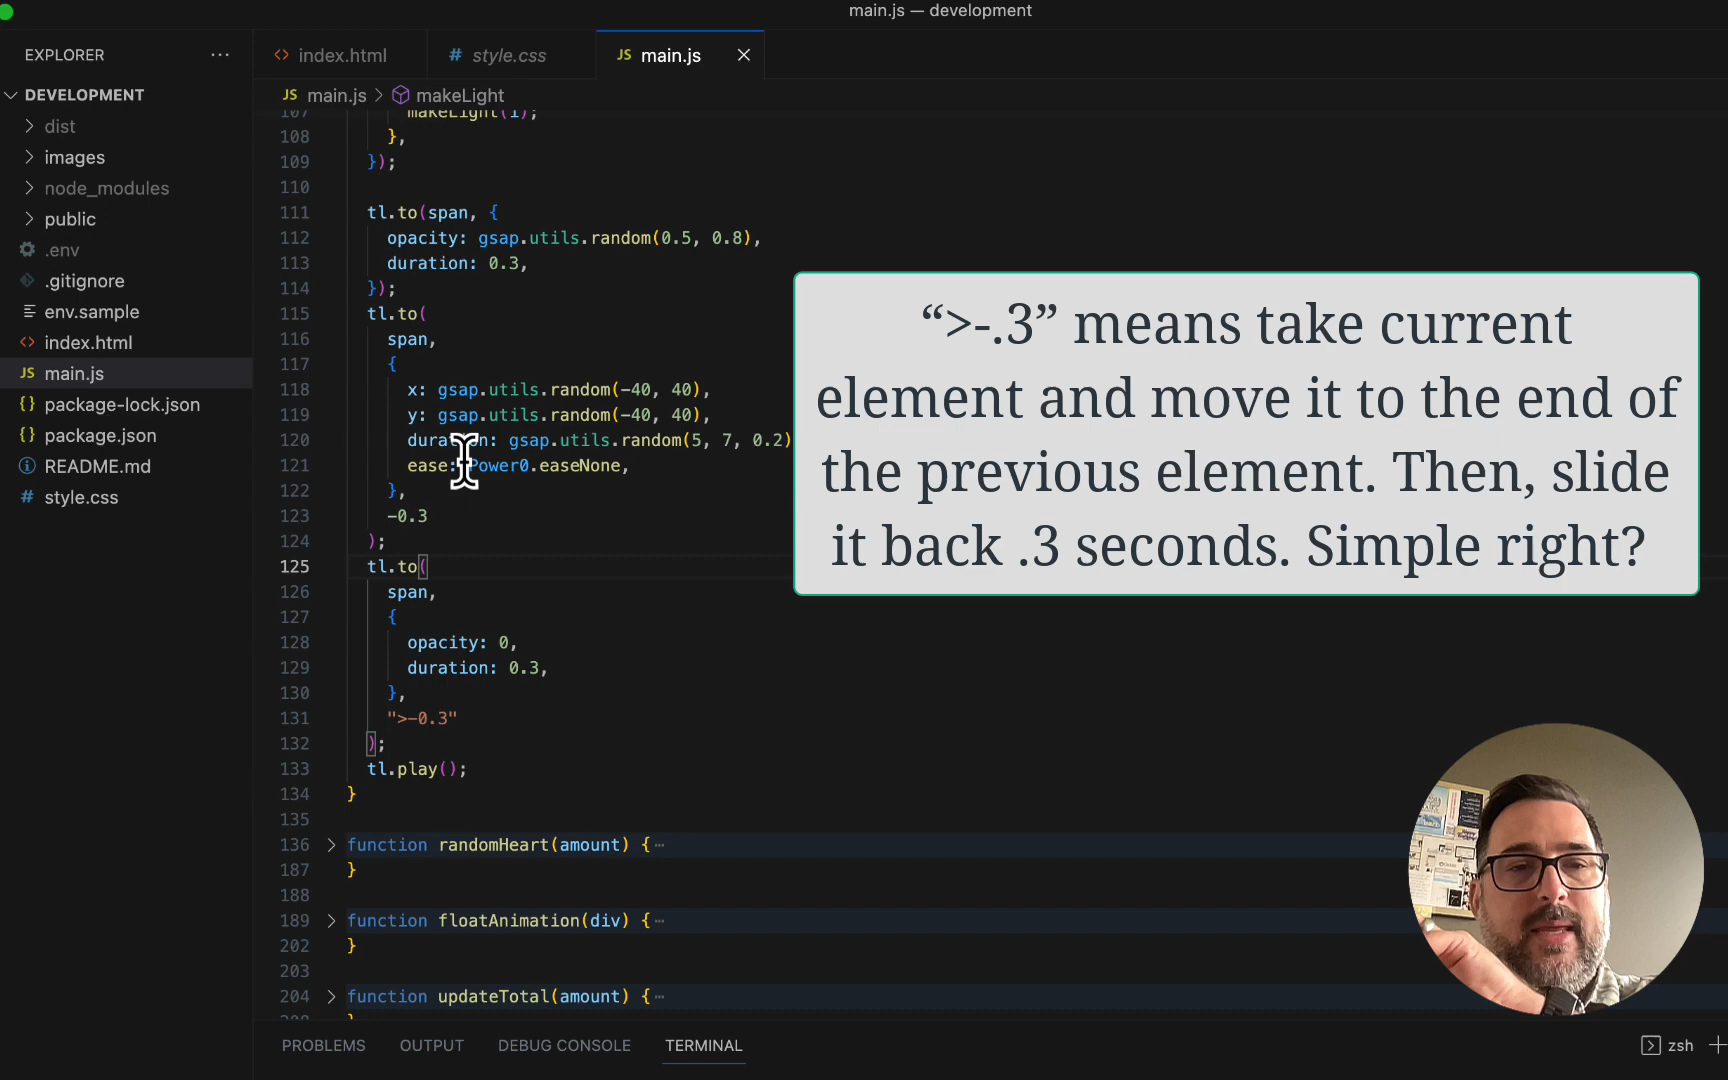 main.js — development
EXPLORER ···
index.html
# style.css
JS main.js
DEVELOPMENT
dist
images
node_modules
public
.env
.gitignore
env.sample
index.html
JS main.js
{} package-lock.json
{} package.json
README.md
# style.css
JS main.js > makeLight
107 makeLight(i);
108 },
109 });
110
111 tl.to(span, {
112 opacity: gsap.utils.random(0.5, 0.8),
113 duration: 0.3,
114 });
115 tl.to(
116 span,
117 {
118 x: gsap.utils.random(-40, 40),
119 y: gsap.utils.random(-40, 40),
120 duration: gsap.utils.random(5, 7, 0.2)
121 ease: Power0.easeNone,
122 },
123 -0.3
124 );
125 tl.to(
126 span,
127 {
128 opacity: 0,
129 duration: 0.3,
130 },
131 ">-0.3"
132 );
133 tl.play();
134 }
135
136 function randomHeart(amount) {···
187 }
188
189 function floatAnimation(div) {···
202 }
203
204 function updateTotal(amount) {···
“>-.3” means take current
element and move it to the end of
the previous element. Then, slide
it back .3 seconds. Simple right?
PROBLEMS OUTPUT DEBUG CONSOLE TERMINAL
zsh